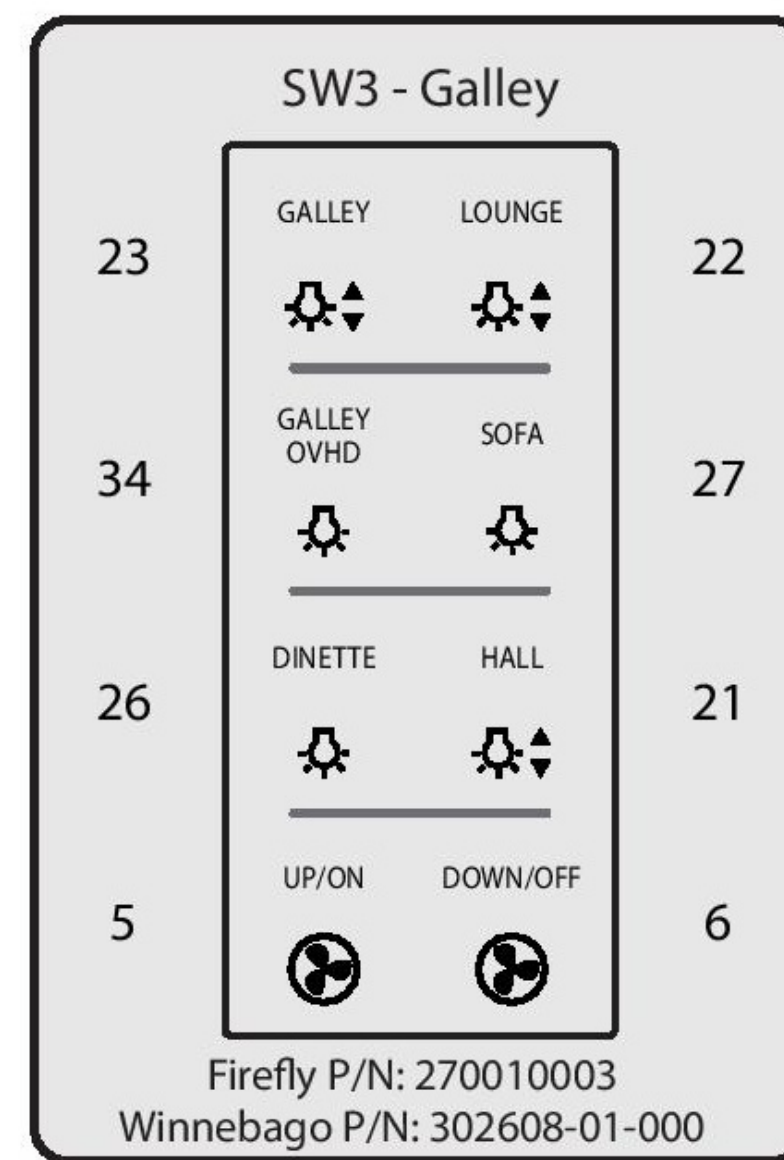 SW3 - Galley
GALLEY LOUNGE
23 22
GALLEY
OVHD SOFA
34 27
DINETTE HALL
26 21
UP/ON DOWN/OFF
5 6
Firefly P/N: 270010003
Winnebago P/N: 302608-01-000